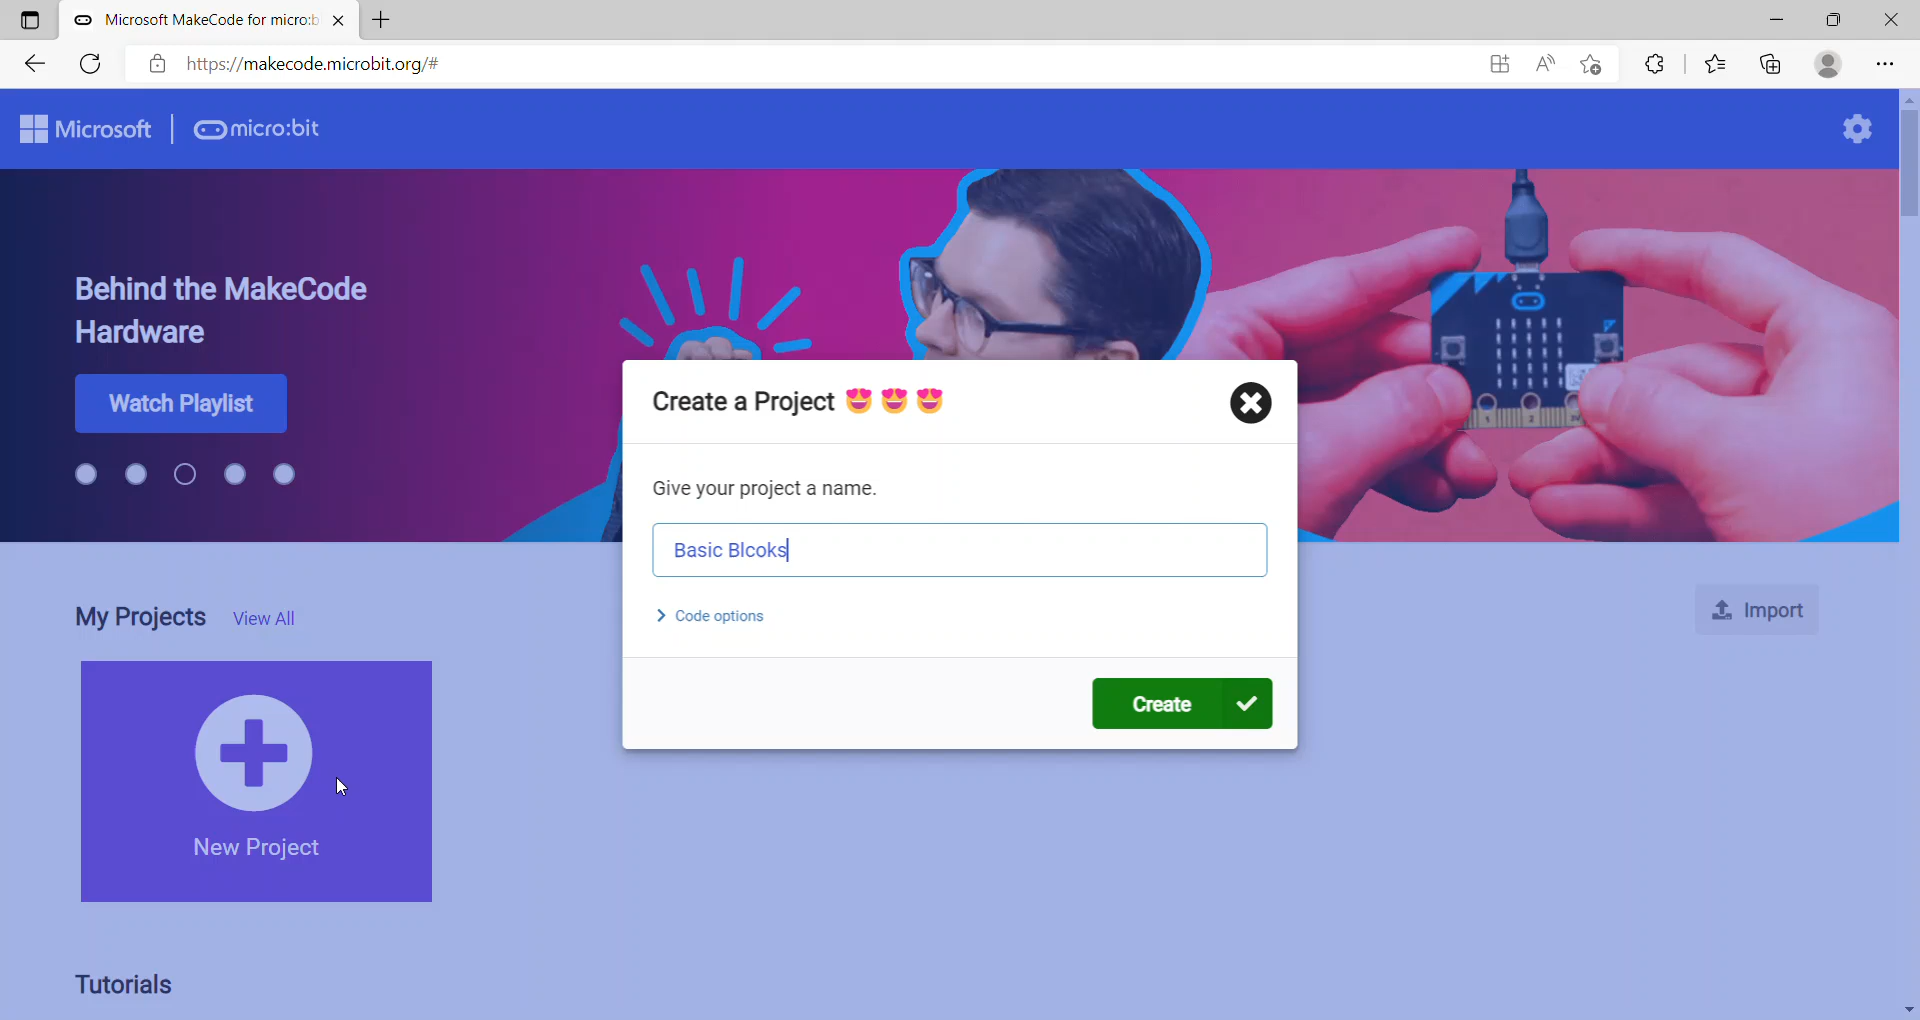 Microsoft MakeCode for micro:b
https://makecode.microbit.org/#
Microsoft | micro:bit
Behind the MakeCode
Hardware
Watch Playlist
Create a Project 😍 😍 😍
Give your project a name.
Basic Blcoks
Code options
Create
My Projects View All
Import
New Project
Tutorials